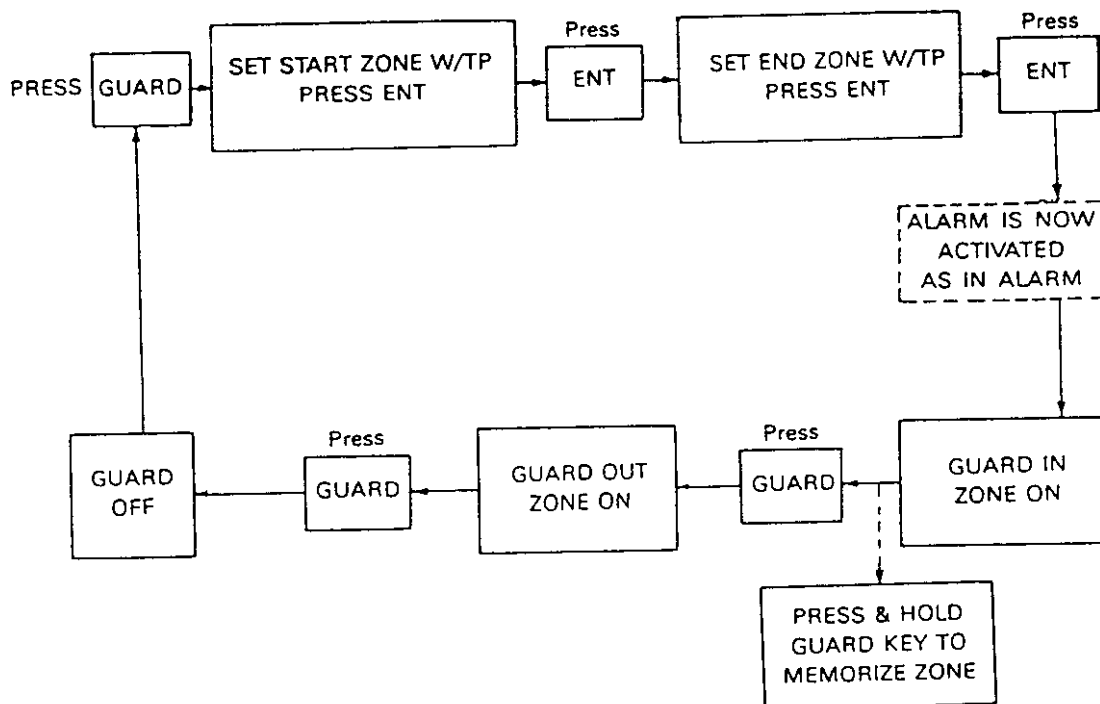 PRESS
GUARD
SET START ZONE W/TP
PRESS ENT
Press
ENT
SET END ZONE W/TP
PRESS ENT
Press
ENT
ALARM IS NOW
ACTIVATED
AS IN ALARM
GUARD IN
ZONE ON
Press
GUARD
PRESS & HOLD
GUARD KEY TO
MEMORIZE ZONE
GUARD OUT
ZONE ON
Press
GUARD
GUARD
OFF